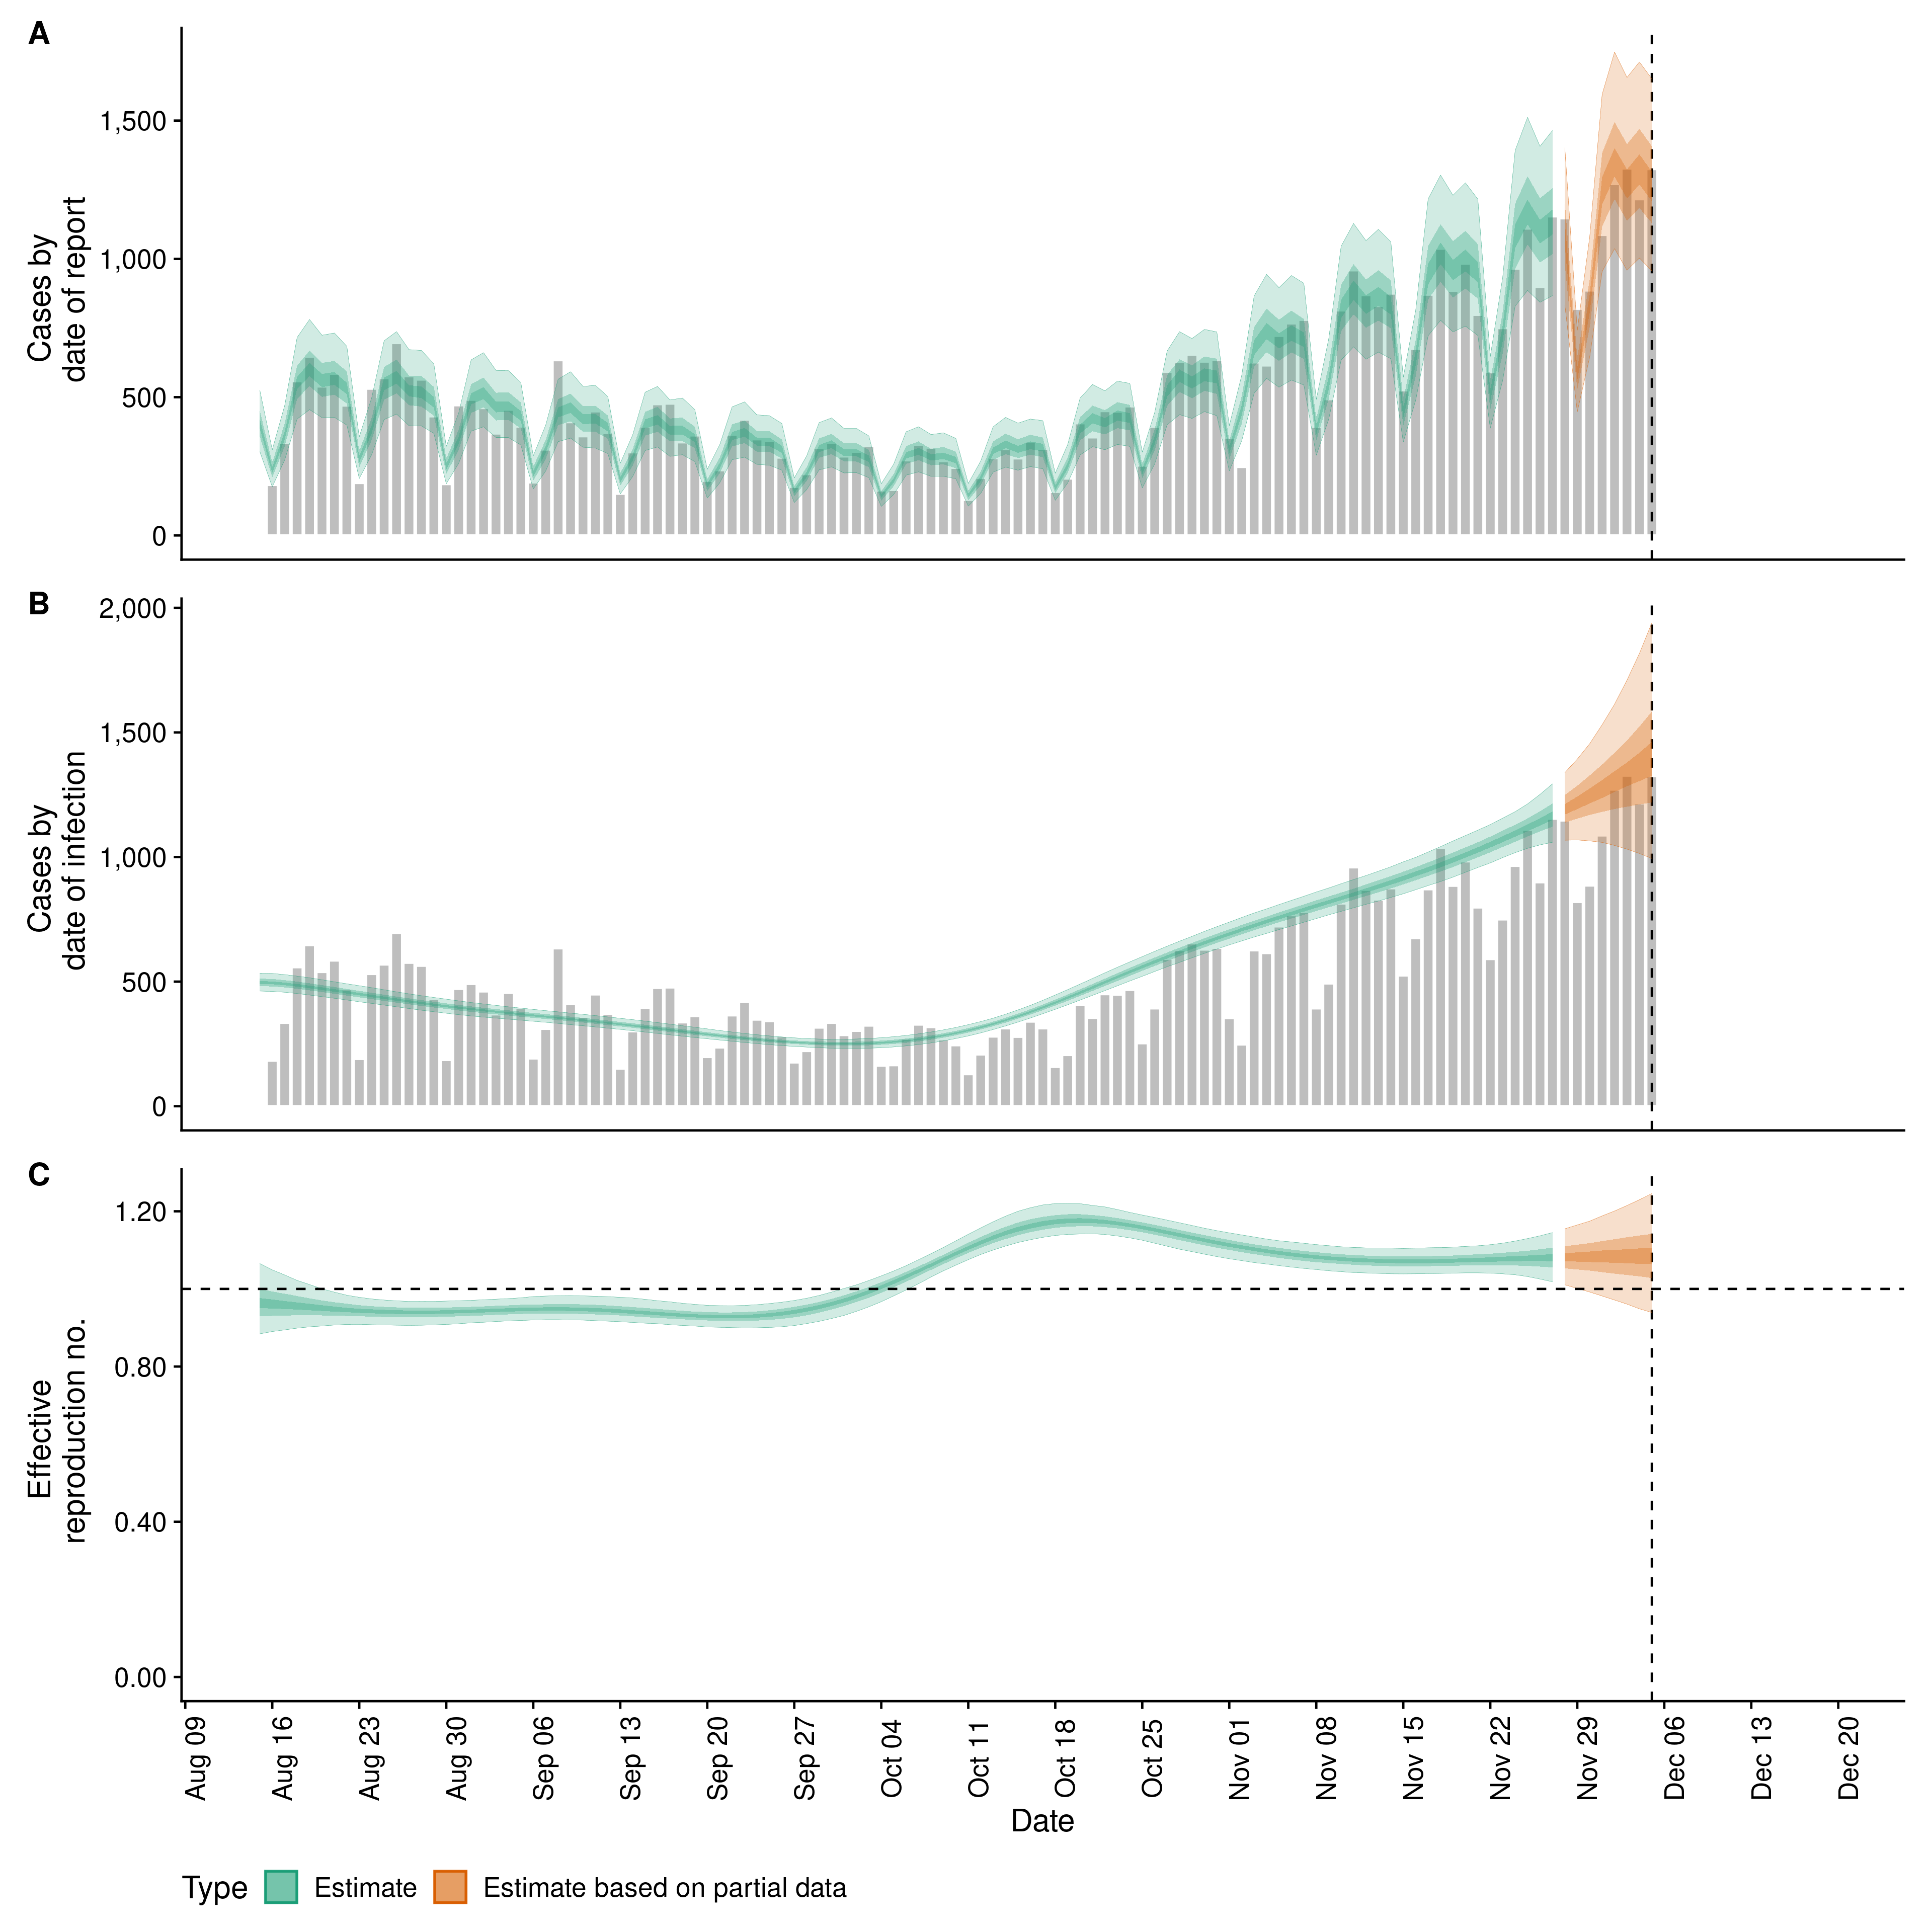 A
Cases by
date of report
1,500
1,000
500
0
B
Cases by
date of infection
2,000
1,500
1,000
500
0
C
Effective
reproduction no.
1.20
0.80
0.40
0.00
Aug 09
Aug 16
Aug 23
Aug 30
Sep 06
Sep 13
Sep 20
Sep 27
Oct 04
Oct 11
Oct 18
Oct 25
Nov 01
Nov 08
Nov 15
Nov 22
Nov 29
Dec 06
Dec 13
Dec 20
Date
Type Estimate Estimate based on partial data